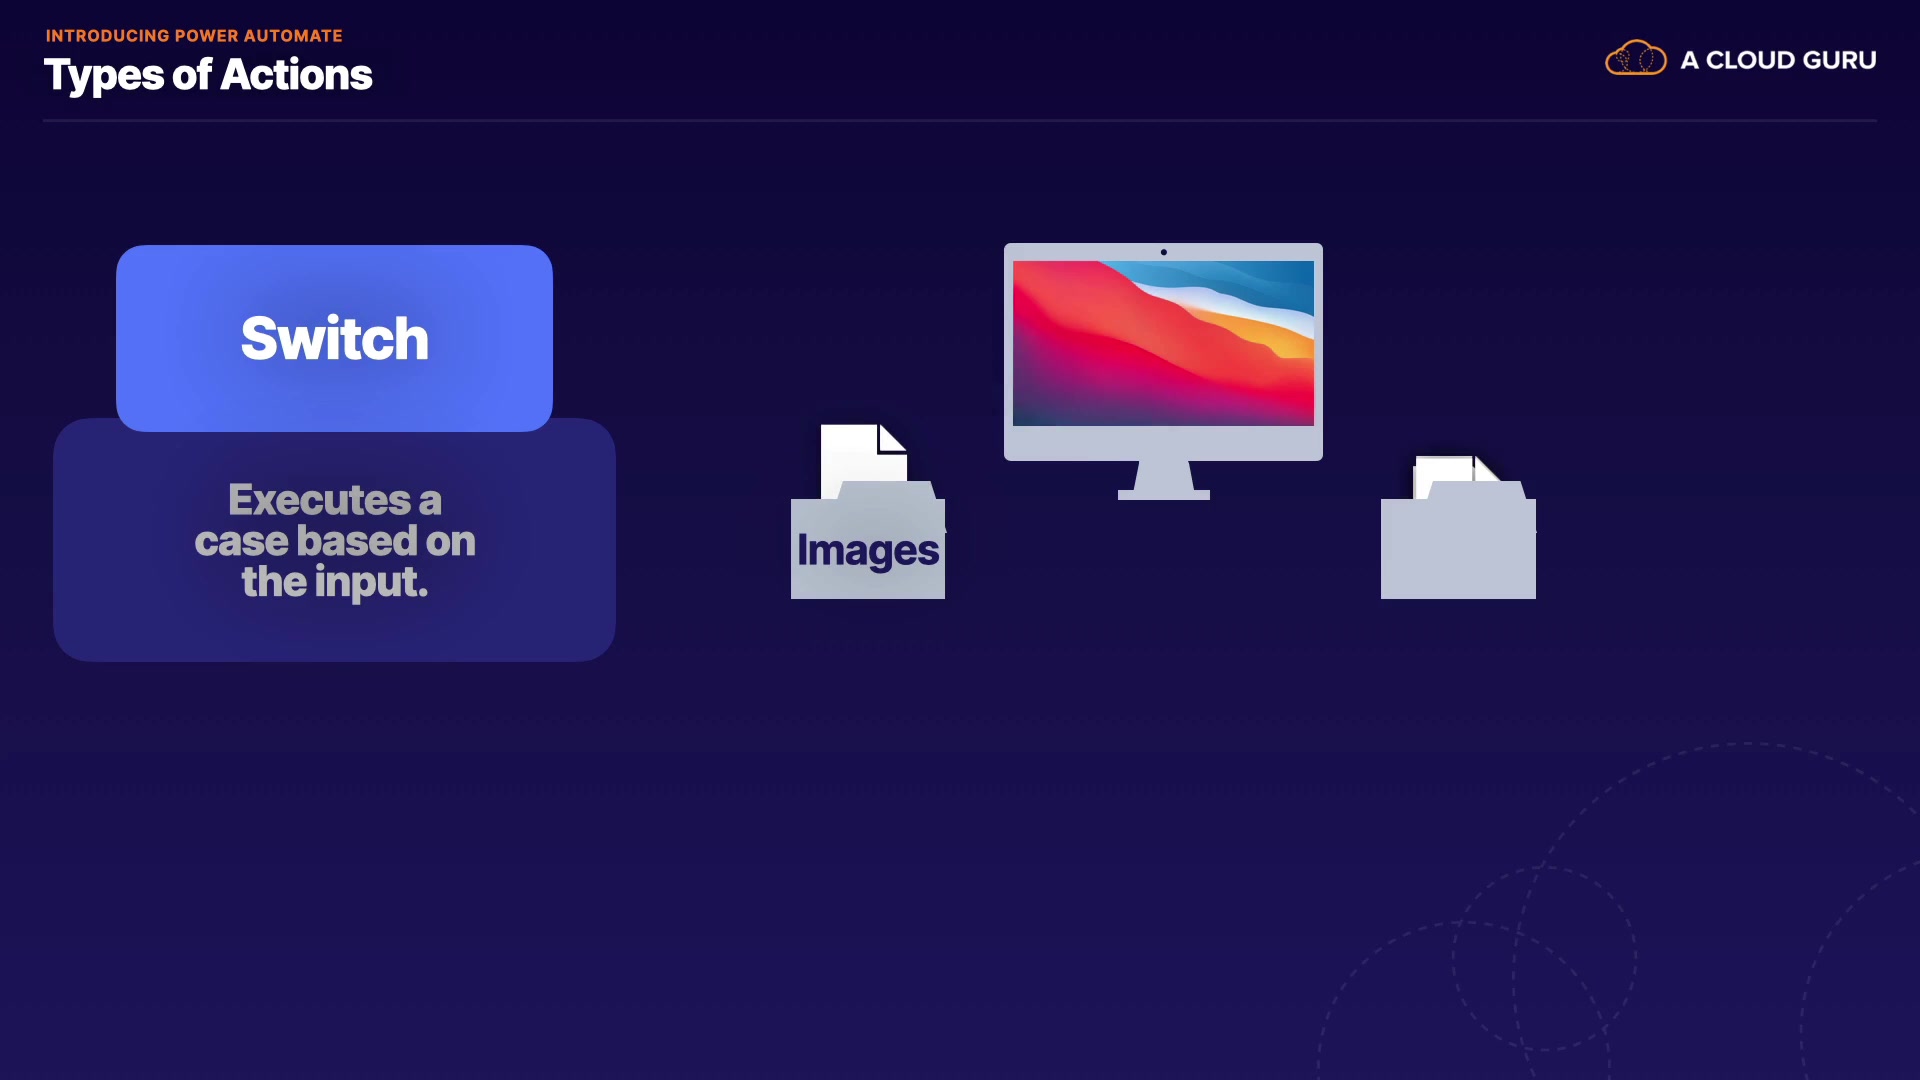 INTRODUCING POWER AUTOMATE
Types of Actions
A CLOUD GURU
Switch
Executes a
case based on
the input.
Images